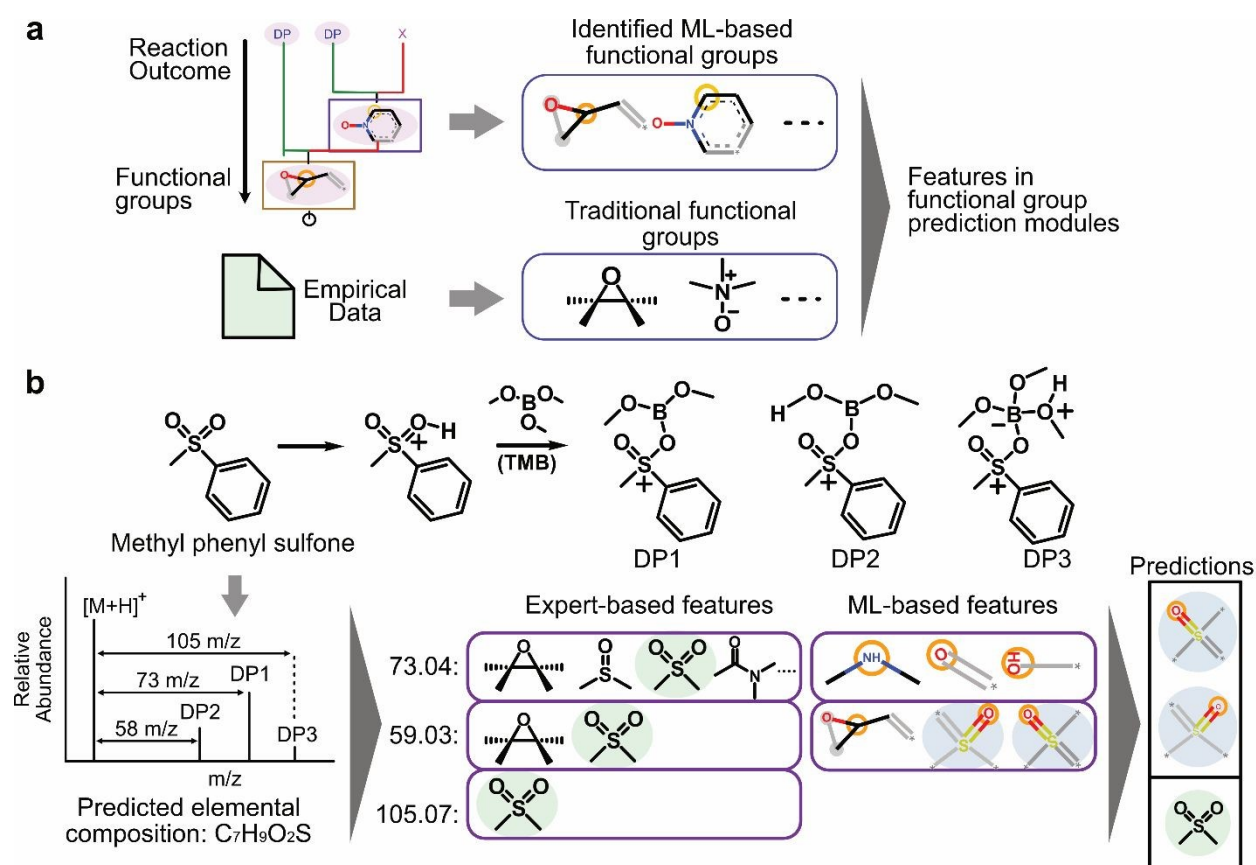 a
Reaction
Outcome
DP
DP
X
O
N
O
Functional
groups
Empirical
Data
Identified ML-based
functional groups
O
*
O
N
*
Traditional functional
groups
O
N
+
O
−
Features in
functional group
prediction modules
b
O
O
S
Methyl phenyl sulfone
O
O
H
S
+
O
B
O
O
(TMB)
O
B
O
O
O
S
+
DP1
H
O
B
O
O
O
S
+
DP2
O
H
O
B
−
O
+
O
O
S
+
DP3
Relative
Abundance
[M+H]+
105 m/z
73 m/z
DP1
58 m/z
DP2
DP3
m/z
Predicted elemental
composition: C₇H₉O₂S
Expert-based features
ML-based features
73.04:
O
O
S
O
O
S
O
N
NH
O
*
HO
*
59.03:
O
O
O
S
O
*
*
S
O
*
*
O
S
*
*
105.07:
O
O
S
Predictions
O
S
*
*
*
S
O
*
*
O
O
S